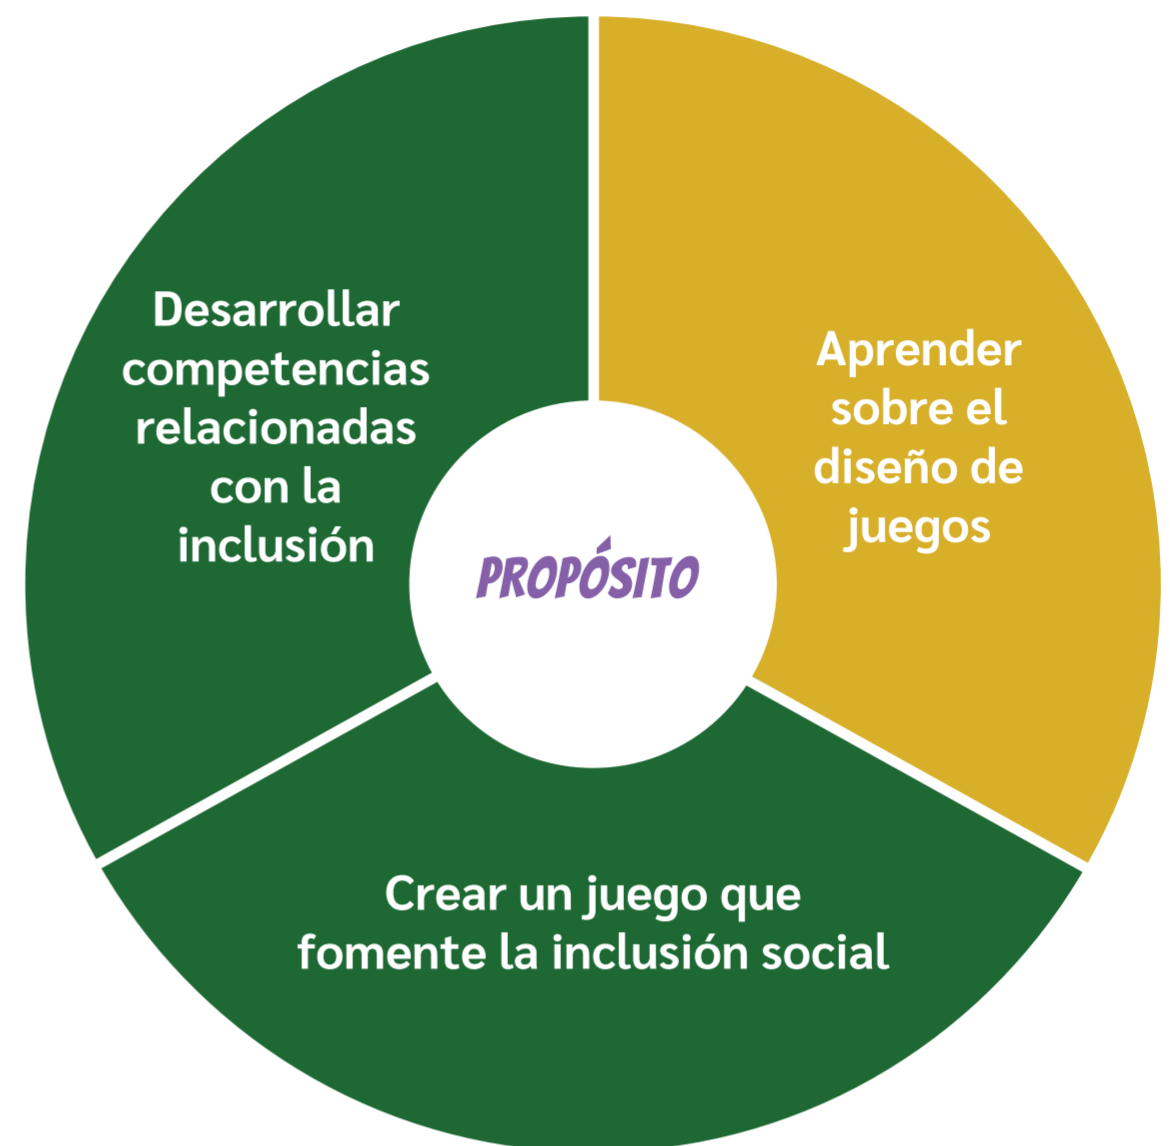 Desarrollar
competencias
relacionadas
con la
inclusión
Aprender
sobre el
diseño de
juegos
PROPÓSITO
Crear un juego que
fomente la inclusión social